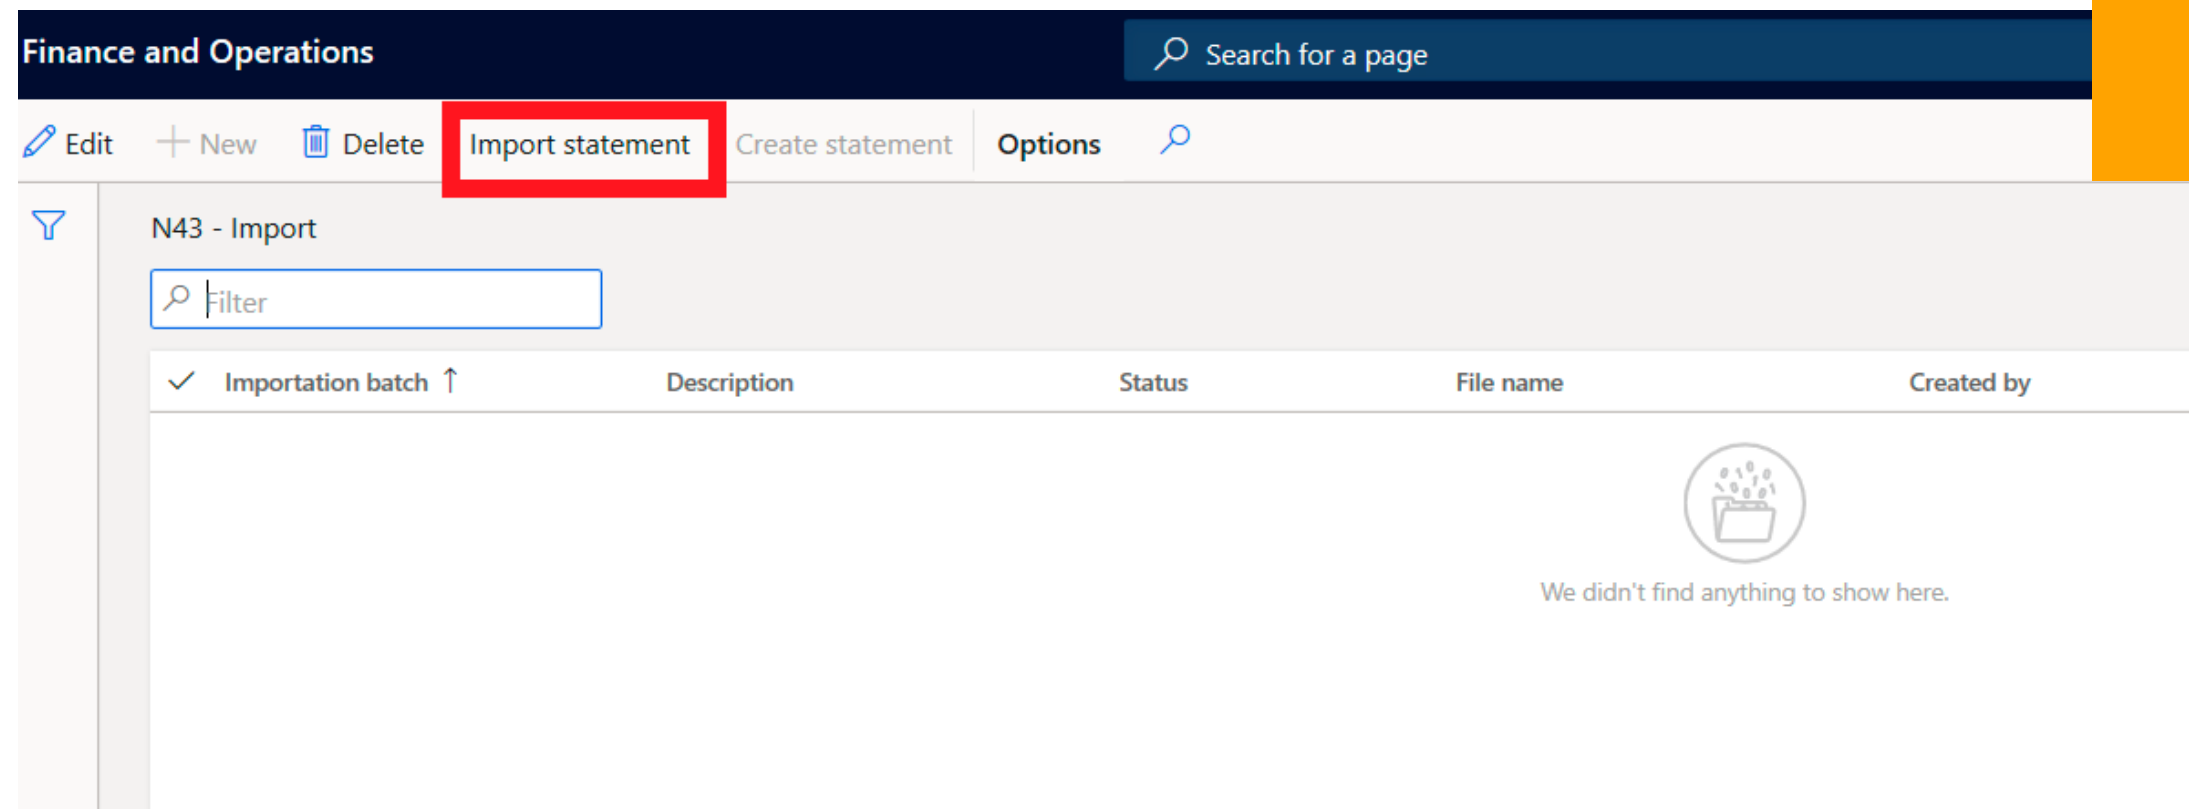 Finance and Operations
Search for a page
Edit New Delete Import statement Create statement Options
N43 - Import
Filter
Importation batch ↑ Description Status File name Created by
We didn't find anything to show here.